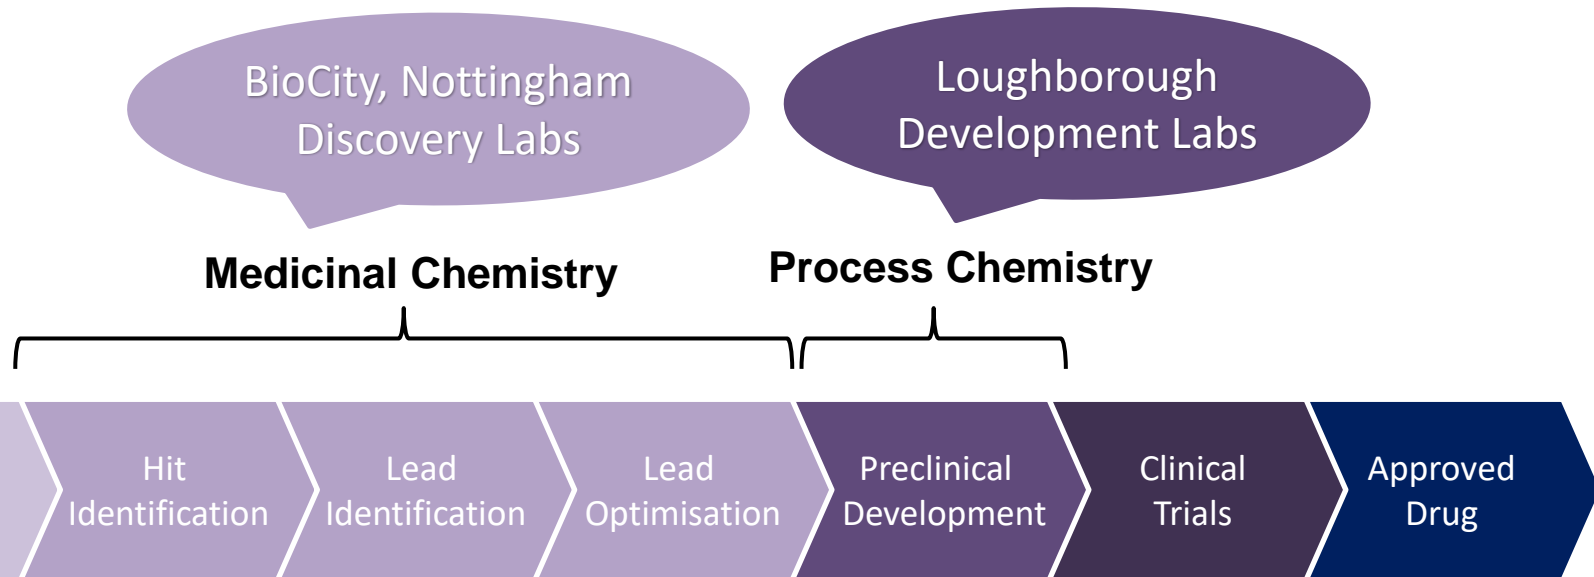 BioCity, Nottingham
Discovery Labs
Loughborough
Development Labs
Medicinal Chemistry
Process Chemistry
Hit
Identification
Lead
Identification
Lead
Optimisation
Preclinical
Development
Clinical
Trials
Approved
Drug